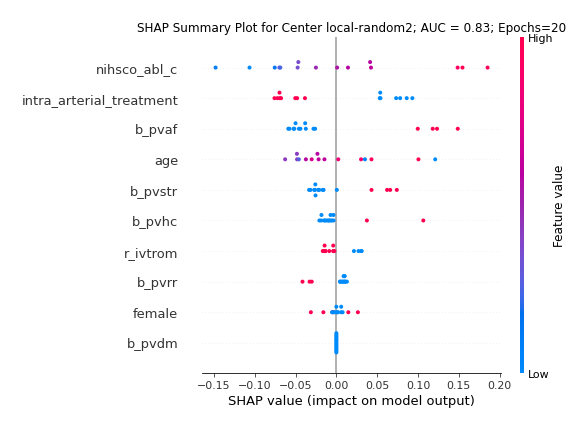 SHAP Summary Plot for Center local-random2; AUC = 0.83; Epochs=20
High
nihsco_abl_c
intra_arterial_treatment
b_pvaf
age
b_pvstr
b_pvhc
r_ivtrom
b_pvrr
female
b_pvdm
Feature value
Low
−0.15 −0.10 −0.05 0.00 0.05 0.10 0.15 0.20
SHAP value (impact on model output)